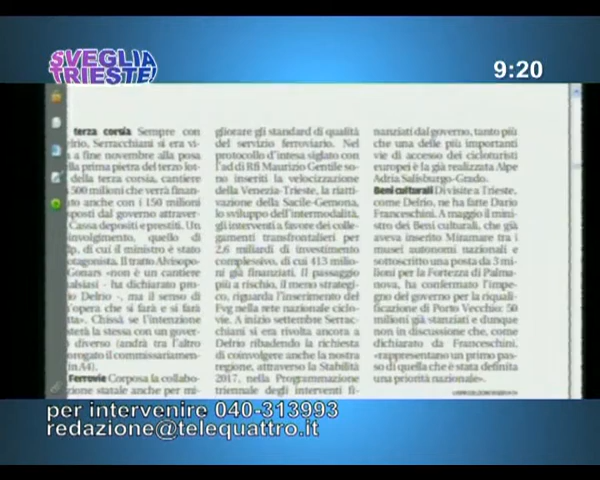 SVEGLIA
TRIESTE!
9:20
terza corsia Sempre con
elrio, Serracchiani si era vi-
a a fine novembre alla posa
lla prima pietra del terzo lot-
della terza corsia, cantiere
500 milioni che verrà finan-
to anche con i 150 milioni
sposti dal governo attraver-
Cassa depositi e prestiti. Un
involgimento, quello di
, di cui il ministro è stato
otagonista. Il tratto Alvisopo-
Gonars «non è un cantiere
ualsiasi - ha dichiarato pro-
io Delrio -, ma il senso di
l'opera che si farà e si farà
tta». Chissà se l'intenzione
sterà la stessa con un gover-
diverso (andrà tra l'altro
orogato il commissariamen-
in A4).
Ferrovie Corposa la collabo-
zione statale anche per mi-
gliorare gli standard di qualità
del servizio ferroviario. Nel
protocollo d'intesa siglato con
l'ad di Rfi Maurizio Gentile so-
no inseriti la velocizzazione
della Venezia-Trieste, la riatti-
vazione della Sacile-Gemona,
lo sviluppo dell'intermodalità,
gli interventi a favore dei colle-
gamenti transfrontalieri per
2,6 miliardi di investimento
complessivo, di cui 413 milio-
ni già finanziati. Il passaggio
più a rischio, il meno strategi-
co, riguarda l'inserimento del
Fvg nella rete nazionale ciclo-
vie. A inizio settembre Serrac-
chiani si era rivolta ancora a
Delrio ribadendo la richiesta
di coinvolgere anche la nostra
regione, attraverso la Stabilità
2017, nella Programmazione
triennale degli interventi fi-
nanziati dal governo, tanto più
che una delle più importanti
vie di accesso dei cicloturisti
europei è la già realizzata Alpe
Adria Salisburgo-Grado.
Beni culturali Di visite a Trieste,
come Delrio, ne ha fatte Dario
Franceschini. A maggio il mini-
stro dei Beni culturali, che già
aveva inserito Miramare tra i
musei autonomi nazionali e
sottoscritto una posta da 3 mi-
lioni per la Fortezza di Palma-
nova, ha confermato l'impe-
gno del governo per la riquali-
ficazione di Porto Vecchio: 50
milioni già stanziati e dunque
non in discussione che, come
dichiarato da Franceschini,
«rappresentano un primo pas-
so di quella che è stata definita
una priorità nazionale».
per intervenire 040-313993
redazione@telequattro.it